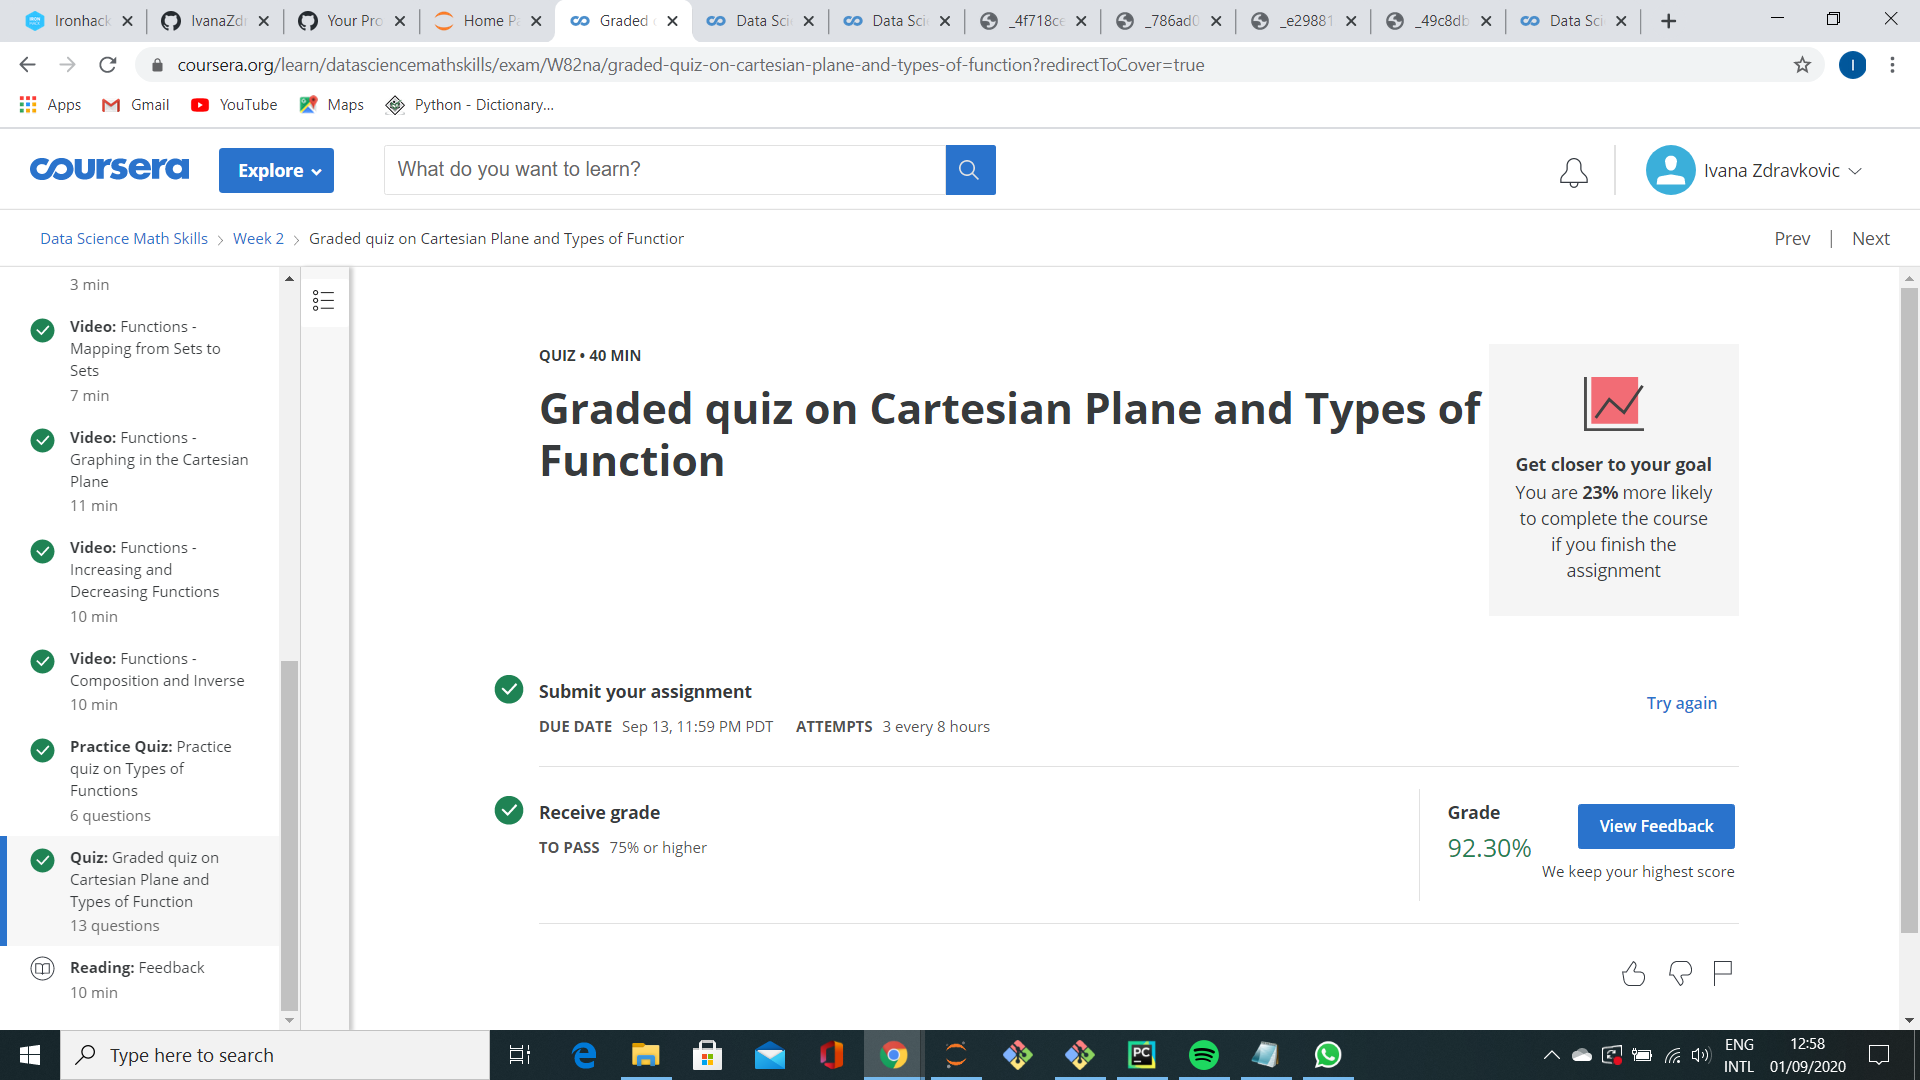 Ironhack
IvanaZdr
Your Pro
Home Pa
Graded
Data Sci
Data Sci
_4f718ce
_786ad0
_e29881
_49c8db
Data Sci
coursera.org/learn/datasciencemathskills/exam/W82na/graded-quiz-on-cartesian-plane-and-types-of-function?redirectToCover=true
I
Apps
Gmail
YouTube
Maps
Python - Dictionary...
coursera
Explore
What do you want to learn?
Ivana Zdravkovic
Data Science Math Skills
Week 2
Graded quiz on Cartesian Plane and Types of Function
Prev
Next
3 min
Video: Functions -
Mapping from Sets to
Sets
7 min
Video: Functions -
Graphing in the Cartesian
Plane
11 min
Video: Functions -
Increasing and
Decreasing Functions
10 min
Video: Functions -
Composition and Inverse
10 min
Practice Quiz: Practice
quiz on Types of
Functions
6 questions
Quiz: Graded quiz on
Cartesian Plane and
Types of Function
13 questions
Reading: Feedback
10 min
QUIZ • 40 MIN
Graded quiz on Cartesian Plane and Types of
Function
Get closer to your goal
You are 23% more likely
to complete the course
if you finish the
assignment
Submit your assignment
DUE DATE Sep 13, 11:59 PM PDT ATTEMPTS 3 every 8 hours
Try again
Receive grade
TO PASS 75% or higher
Grade
92.30%
View Feedback
We keep your highest score
Type here to search
PC
ENG
INTL
12:58
01/09/2020